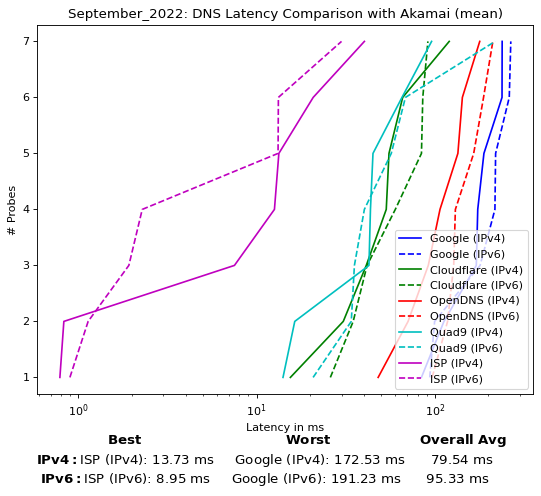 September_2022: DNS Latency Comparison with Akamai (mean)
7
6
5
4
3
2
1
# Probes
Google (IPv4)
Google (IPv6)
Cloudflare (IPv4)
Cloudflare (IPv6)
OpenDNS (IPv4)
OpenDNS (IPv6)
Quad9 (IPv4)
Quad9 (IPv6)
ISP (IPv4)
ISP (IPv6)
10⁰ 10¹ 10²
Latency in ms
Best Worst Overall Avg
IPv4: ISP (IPv4): 13.73 ms Google (IPv4): 172.53 ms 79.54 ms
IPv6: ISP (IPv6): 8.95 ms Google (IPv6): 191.23 ms 95.33 ms